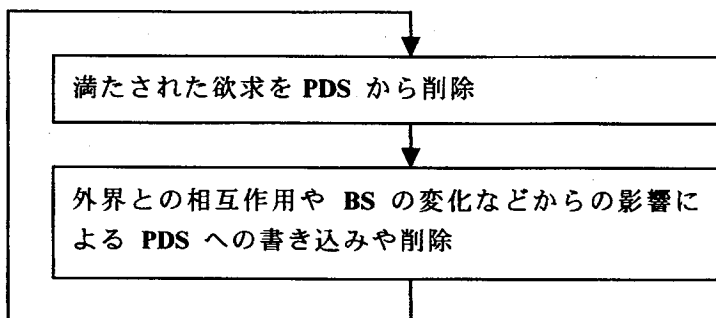 満たされた欲求を PDS から削除
外界との相互作用や BS の変化などからの影響に
よる PDS への書き込みや削除